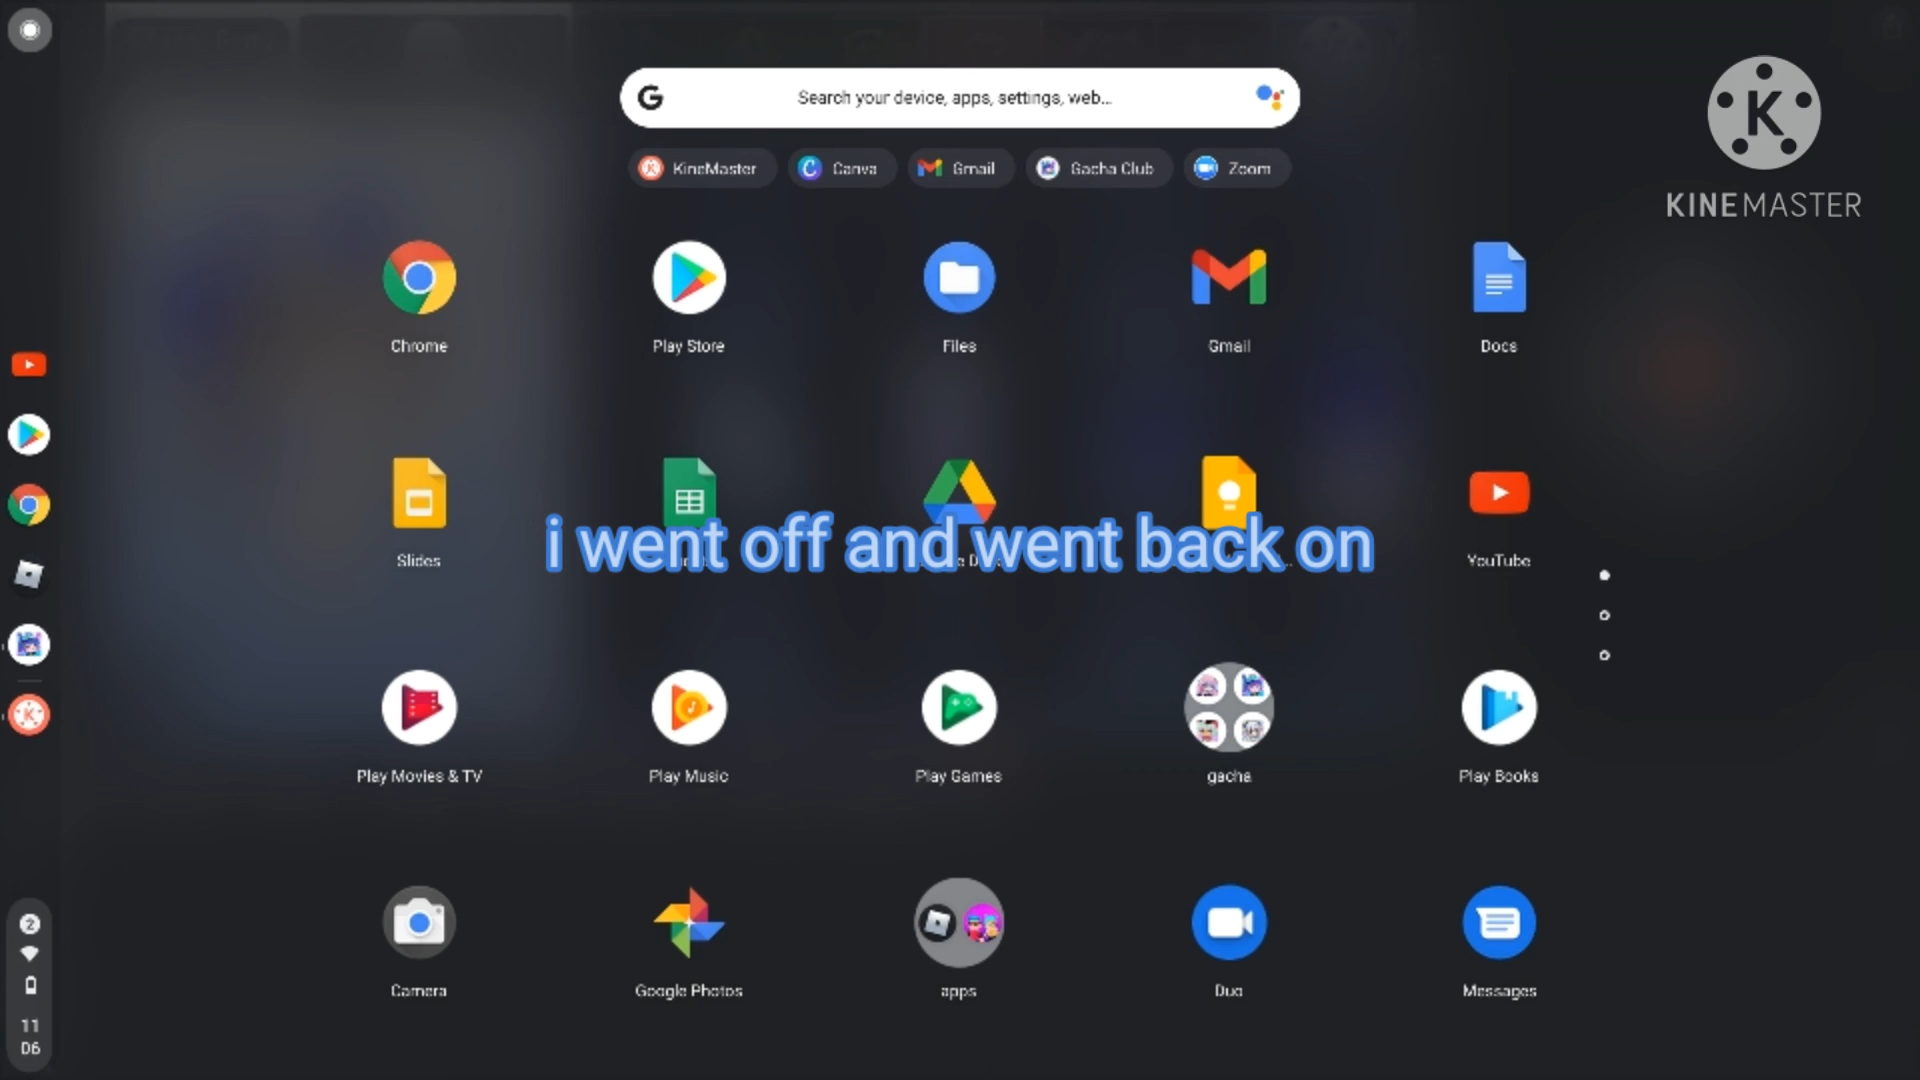 Search your device, apps, settings, web...
KINEMASTER
KineMaster
Canva
Gmail
Gacha Club
Zoom
Chrome
Play Store
Files
Gmail
Docs
i went off and went back on
Slides
YouTube
Play Movies & TV
Play Music
Play Games
gacha
Play Books
Camera
Google Photos
apps
Duo
Messages
2
11
06